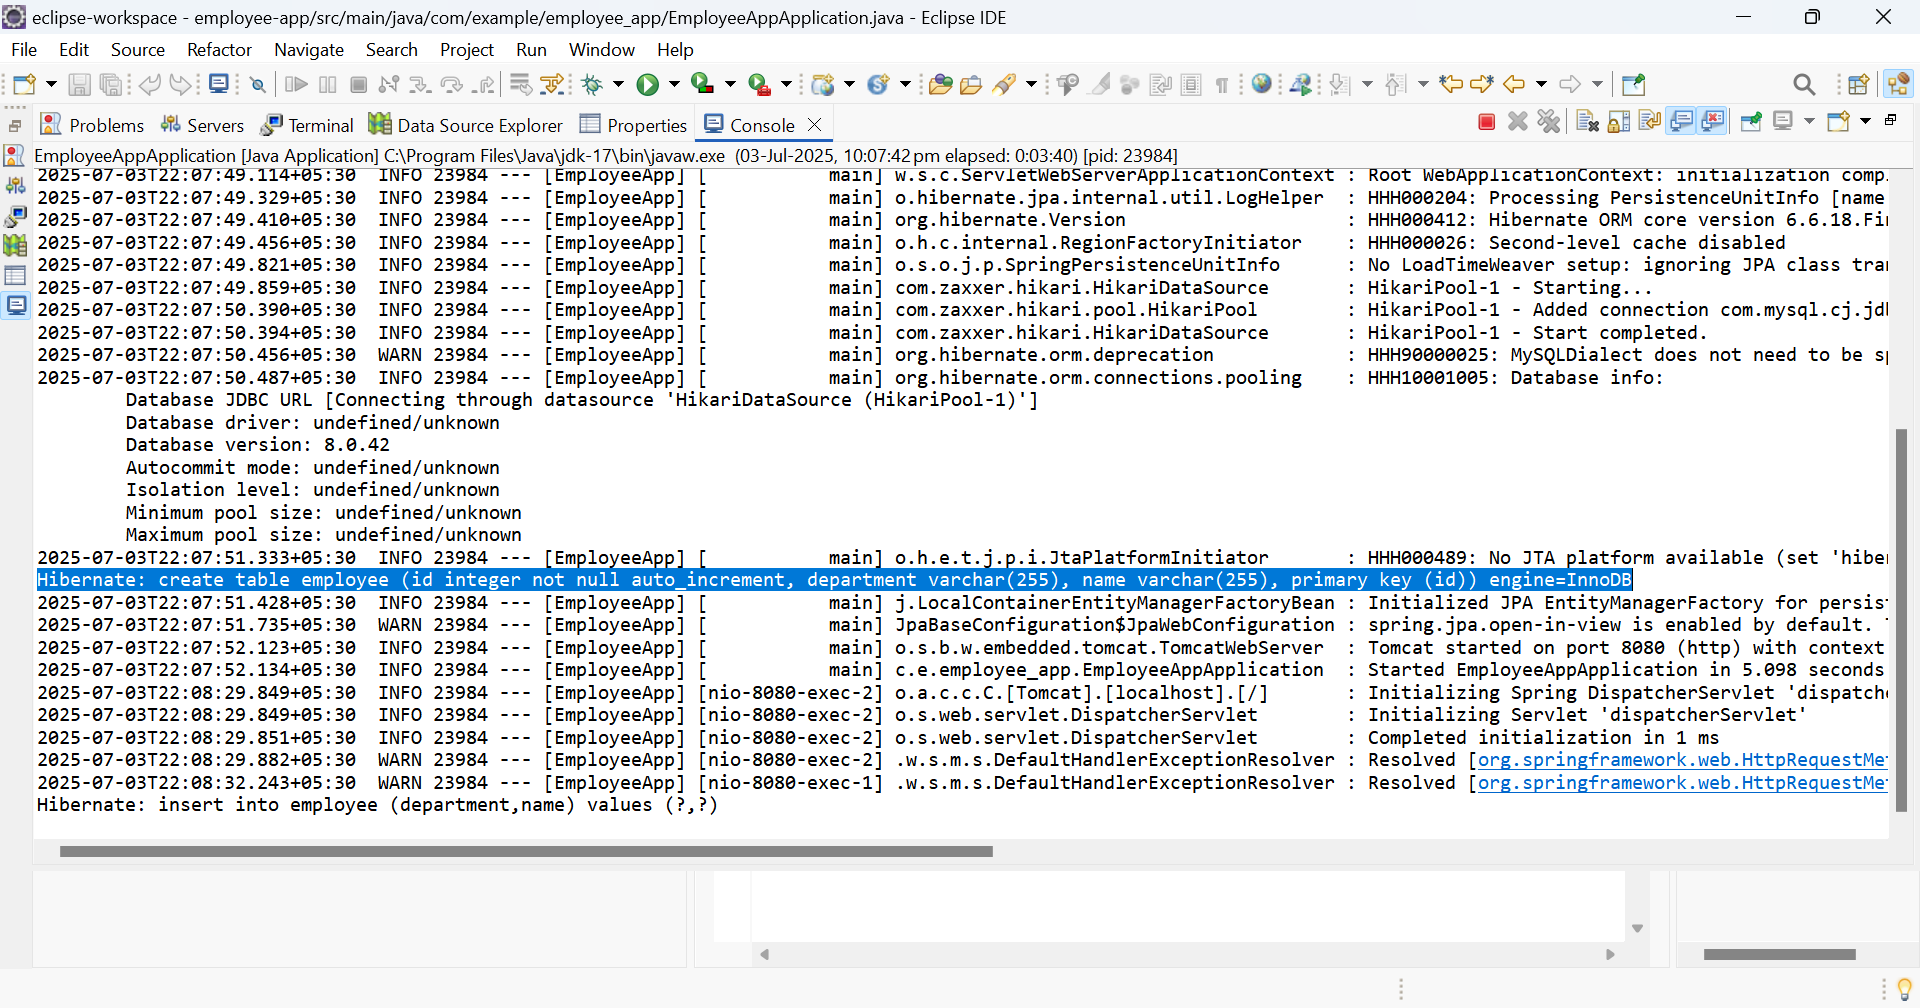 eclipse-workspace - employee-app/src/main/java/com/example/employee_app/EmployeeAppApplication.java - Eclipse IDE
File Edit Source Refactor Navigate Search Project Run Window Help
Problems Servers Terminal Data Source Explorer Properties Console
EmployeeAppApplication [Java Application] C:\Program Files\Java\jdk-17\bin\javaw.exe (03-Jul-2025, 10:07:42 pm elapsed: 0:03:40) [pid: 23984]
2025-07-03T22:07:49.114+05:30  INFO 23984 --- [EmployeeApp] [           main] w.s.c.ServletWebServerApplicationContext : Root WebApplicationContext: initialization comp
2025-07-03T22:07:49.329+05:30  INFO 23984 --- [EmployeeApp] [           main] o.hibernate.jpa.internal.util.LogHelper  : HHH000204: Processing PersistenceUnitInfo [name
2025-07-03T22:07:49.410+05:30  INFO 23984 --- [EmployeeApp] [           main] org.hibernate.Version                    : HHH000412: Hibernate ORM core version 6.6.18.Fi
2025-07-03T22:07:49.456+05:30  INFO 23984 --- [EmployeeApp] [           main] o.h.c.internal.RegionFactoryInitiator    : HHH000026: Second-level cache disabled
2025-07-03T22:07:49.821+05:30  INFO 23984 --- [EmployeeApp] [           main] o.s.o.j.p.SpringPersistenceUnitInfo      : No LoadTimeWeaver setup: ignoring JPA class tra
2025-07-03T22:07:49.859+05:30  INFO 23984 --- [EmployeeApp] [           main] com.zaxxer.hikari.HikariDataSource       : HikariPool-1 - Starting...
2025-07-03T22:07:50.390+05:30  INFO 23984 --- [EmployeeApp] [           main] com.zaxxer.hikari.pool.HikariPool        : HikariPool-1 - Added connection com.mysql.cj.jd
2025-07-03T22:07:50.394+05:30  INFO 23984 --- [EmployeeApp] [           main] com.zaxxer.hikari.HikariDataSource       : HikariPool-1 - Start completed.
2025-07-03T22:07:50.456+05:30  WARN 23984 --- [EmployeeApp] [           main] org.hibernate.orm.deprecation            : HHH90000025: MySQLDialect does not need to be s
2025-07-03T22:07:50.487+05:30  INFO 23984 --- [EmployeeApp] [           main] org.hibernate.orm.connections.pooling    : HHH10001005: Database info:
Database JDBC URL [Connecting through datasource 'HikariDataSource (HikariPool-1)']
Database driver: undefined/unknown
Database version: 8.0.42
Autocommit mode: undefined/unknown
Isolation level: undefined/unknown
Minimum pool size: undefined/unknown
Maximum pool size: undefined/unknown
2025-07-03T22:07:51.333+05:30  INFO 23984 --- [EmployeeApp] [           main] o.h.e.t.j.p.i.JtaPlatformInitiator       : HHH000489: No JTA platform available (set 'hibe
Hibernate: create table employee (id integer not null auto_increment, department varchar(255), name varchar(255), primary key (id)) engine=InnoDB
2025-07-03T22:07:51.428+05:30  INFO 23984 --- [EmployeeApp] [           main] j.LocalContainerEntityManagerFactoryBean : Initialized JPA EntityManagerFactory for persis
2025-07-03T22:07:51.735+05:30  WARN 23984 --- [EmployeeApp] [           main] JpaBaseConfiguration$JpaWebConfiguration : spring.jpa.open-in-view is enabled by default.
2025-07-03T22:07:52.123+05:30  INFO 23984 --- [EmployeeApp] [           main] o.s.b.w.embedded.tomcat.TomcatWebServer  : Tomcat started on port 8080 (http) with context
2025-07-03T22:07:52.134+05:30  INFO 23984 --- [EmployeeApp] [           main] c.e.employee_app.EmployeeAppApplication  : Started EmployeeAppApplication in 5.098 seconds
2025-07-03T22:08:29.849+05:30  INFO 23984 --- [EmployeeApp] [nio-8080-exec-2] o.a.c.c.C.[Tomcat].[localhost].[/]       : Initializing Spring DispatcherServlet 'dispatch
2025-07-03T22:08:29.849+05:30  INFO 23984 --- [EmployeeApp] [nio-8080-exec-2] o.s.web.servlet.DispatcherServlet        : Initializing Servlet 'dispatcherServlet'
2025-07-03T22:08:29.851+05:30  INFO 23984 --- [EmployeeApp] [nio-8080-exec-2] o.s.web.servlet.DispatcherServlet        : Completed initialization in 1 ms
2025-07-03T22:08:29.882+05:30  WARN 23984 --- [EmployeeApp] [nio-8080-exec-2] .w.s.m.s.DefaultHandlerExceptionResolver : Resolved [org.springframework.web.HttpRequestMe
2025-07-03T22:08:32.243+05:30  WARN 23984 --- [EmployeeApp] [nio-8080-exec-1] .w.s.m.s.DefaultHandlerExceptionResolver : Resolved [org.springframework.web.HttpRequestMe
Hibernate: insert into employee (department,name) values (?,?)